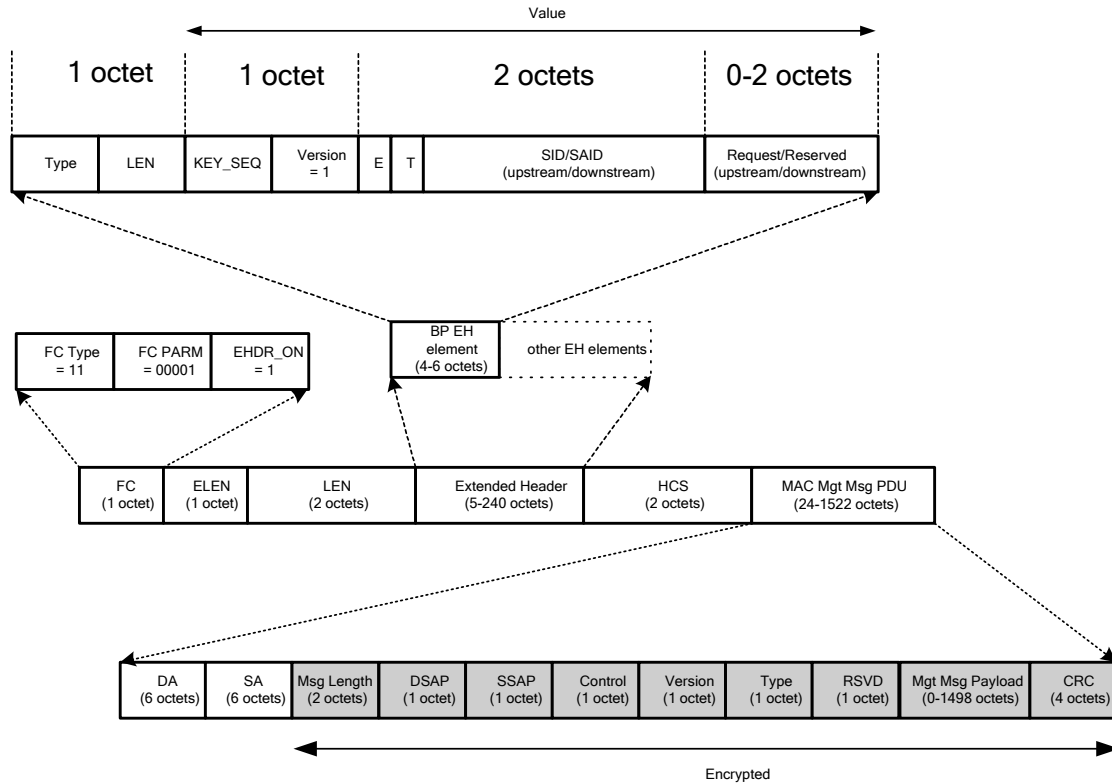 Value
1 octet
1 octet
2 octets
0-2 octets
Type
LEN
KEY_SEQ
Version
= 1
E
T
SID/SAID
(upstream/downstream)
Request/Reserved
(upstream/downstream)
BP EH
element
(4-6 octets)
other EH elements
FC Type
= 11
FC PARM
= 00001
EHDR_ON
= 1
FC
(1 octet)
ELEN
(1 octet)
LEN
(2 octets)
Extended Header
(5-240 octets)
HCS
(2 octets)
MAC Mgt Msg PDU
(24-1522 octets)
DA
(6 octets)
SA
(6 octets)
Msg Length
(2 octets)
DSAP
(1 octet)
SSAP
(1 octet)
Control
(1 octet)
Version
(1 octet)
Type
(1 octet)
RSVD
(1 octet)
Mgt Msg Payload
(0-1498 octets)
CRC
(4 octets)
Encrypted